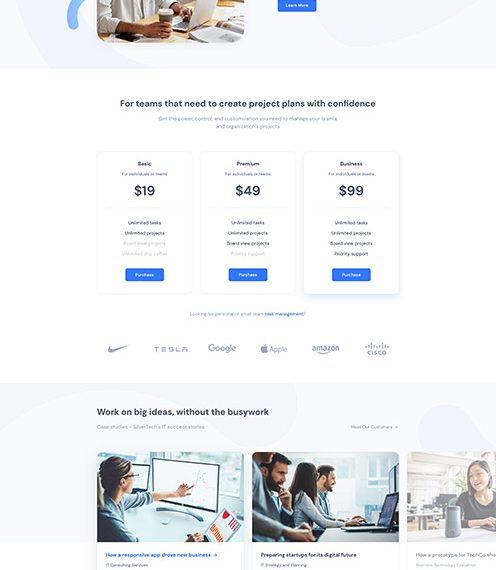 Learn More
For teams that need to create project plans with confidence
Get the power, control, and customization you need to manage your team's
and organization's projects
Basic
For individuals or teams
$19
Unlimited tasks
Unlimited projects
Board view projects
Unlimited drip coffee
Purchase
Premium
For individuals or teams
$49
Unlimited tasks
Unlimited projects
Board view projects
Priority support
Purchase
Business
For individuals or teams
$99
Unlimited tasks
Unlimited projects
Board view projects
Priority support
Purchase
Looking for personal or small team task management?
TESLA
Google
Apple
amazon
CISCO
Work on big ideas, without the busywork
Case studies - SilverTech's IT success stories
Meet Our Customers →
How a responsive app drove new business →
IT Consulting Services
Preparing startups for its digital future
IT Strategy and Planning
How a prototype for TechCo sho
Business Technology Evaluation